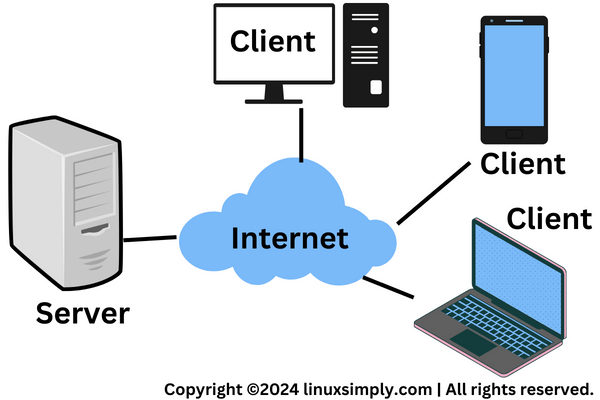 Client
Client
Client
Internet
Server
Copyright ©2024 linuxsimply.com | All rights reserved.